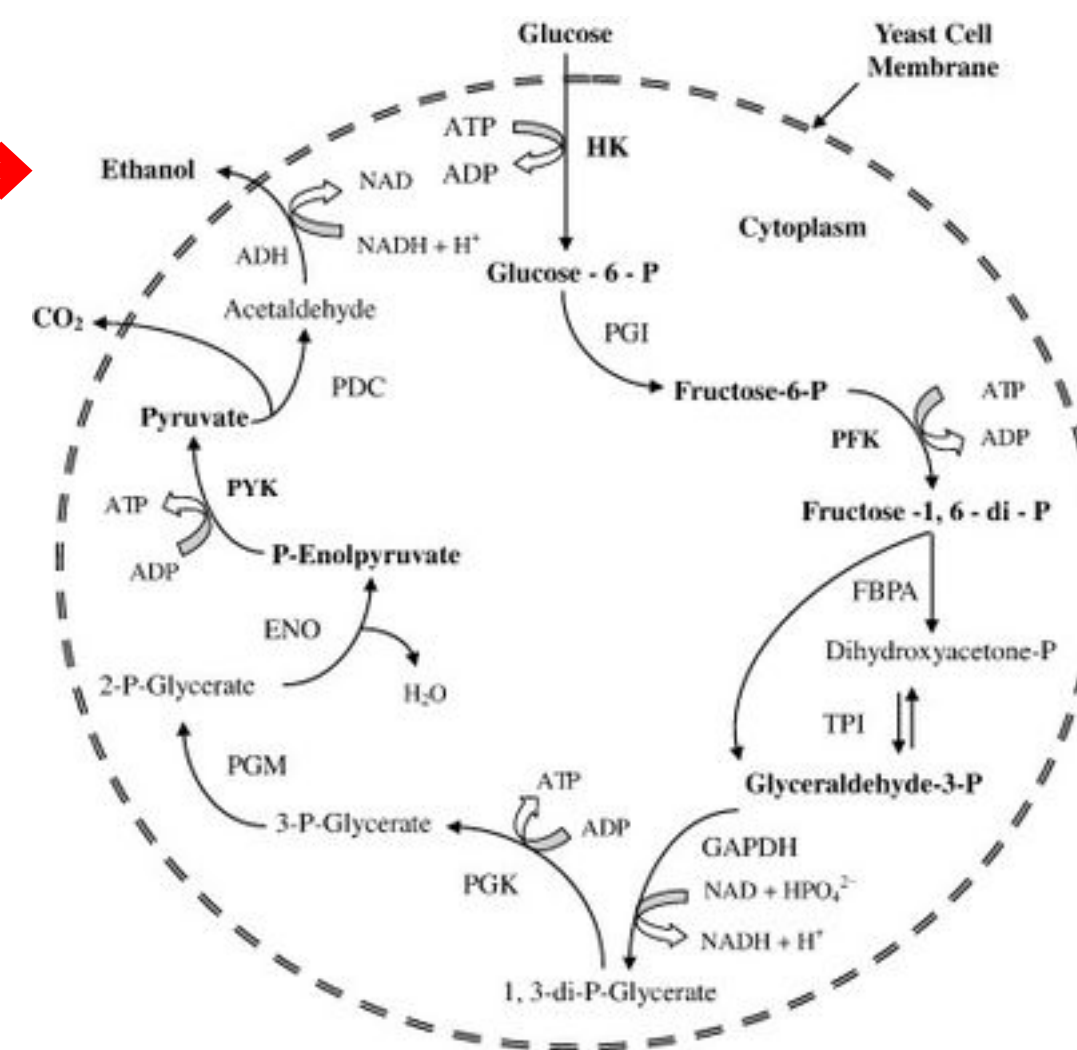 Glucose
Yeast Cell
Membrane
ATP
HK
ADP
Ethanol
NAD
NADH + H⁺
ADH
Cytoplasm
Glucose - 6 - P
Acetaldehyde
CO₂
PGI
PDC
Fructose-6-P
ATP
Pyruvate
PFK
ADP
PYK
ATP
Fructose -1, 6 - di - P
P-Enolpyruvate
ADP
FBPA
ENO
Dihydroxyacetone-P
2-P-Glycerate
H₂O
TPI
PGM
ATP
Glyceraldehyde-3-P
3-P-Glycerate
ADP
GAPDH
PGK
NAD + HPO₄²⁻
NADH + H⁺
1, 3-di-P-Glycerate